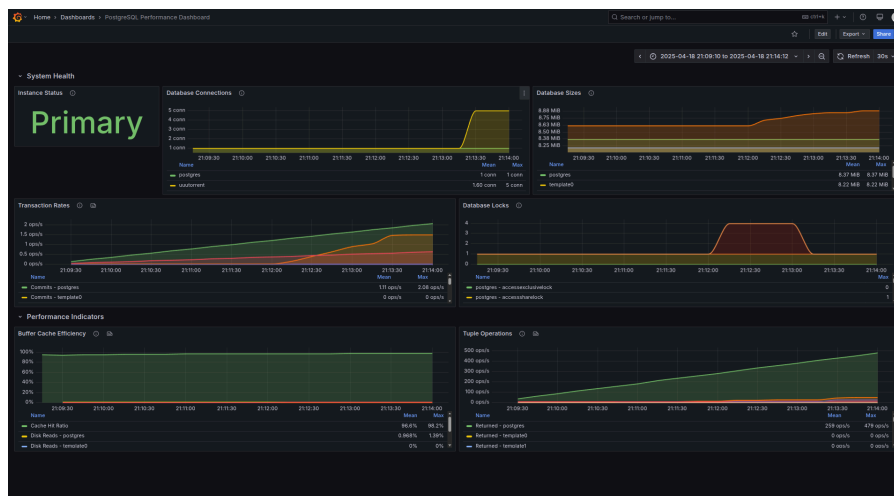 Home › Dashboards › PostgreSQL Performance Dashboard
Search or jump to...
ctrl+k
Edit
Export
Share
2025-04-18 21:09:10 to 2025-04-18 21:14:12
Refresh
30s
System Health
Instance Status
Primary
Database Connections
5 conn
4 conn
3 conn
2 conn
1 conn
21:09:30 21:10:00 21:10:30 21:11:00 21:11:30 21:12:00 21:12:30 21:13:00 21:13:30 21:14:00
Name Mean Max
postgres 1 conn 1 conn
uuutorrent 1.60 conn 5 conn
Database Sizes
8.88 MiB
8.75 MiB
8.63 MiB
8.50 MiB
8.38 MiB
8.25 MiB
21:09:30 21:10:00 21:10:30 21:11:00 21:11:30 21:12:00 21:12:30 21:13:00 21:13:30 21:14:00
Name Mean Max
postgres 8.37 MiB 8.37 MiB
template0 8.22 MiB 8.22 MiB
Transaction Rates
2 ops/s
1.5 ops/s
1 ops/s
0.5 ops/s
0 ops/s
21:09:30 21:10:00 21:10:30 21:11:00 21:11:30 21:12:00 21:12:30 21:13:00 21:13:30 21:14:00
Name Mean Max
Commits - postgres 1.11 ops/s 2.08 ops/s
Commits - template0 0 ops/s 0 ops/s
Database Locks
4
3
2
1
0
21:09:30 21:10:00 21:10:30 21:11:00 21:11:30 21:12:00 21:12:30 21:13:00 21:13:30 21:14:00
Name Max
postgres - accessexclusivelock 0
postgres - accesssharelock 1
Performance Indicators
Buffer Cache Efficiency
100%
80%
60%
40%
20%
0%
21:09:30 21:10:00 21:10:30 21:11:00 21:11:30 21:12:00 21:12:30 21:13:00 21:13:30 21:14:00
Name Mean Max
Cache Hit Ratio 96.6% 98.2%
Disk Reads - postgres 0.968% 1.39%
Disk Reads - template0 0% 0%
Tuple Operations
500 ops/s
400 ops/s
300 ops/s
200 ops/s
100 ops/s
0 ops/s
21:09:30 21:10:00 21:10:30 21:11:00 21:11:30 21:12:00 21:12:30 21:13:00 21:13:30 21:14:00
Name Mean Max
Returned - postgres 259 ops/s 479 ops/s
Returned - template0 0 ops/s 0 ops/s
Returned - template1 0 ops/s 0 ops/s